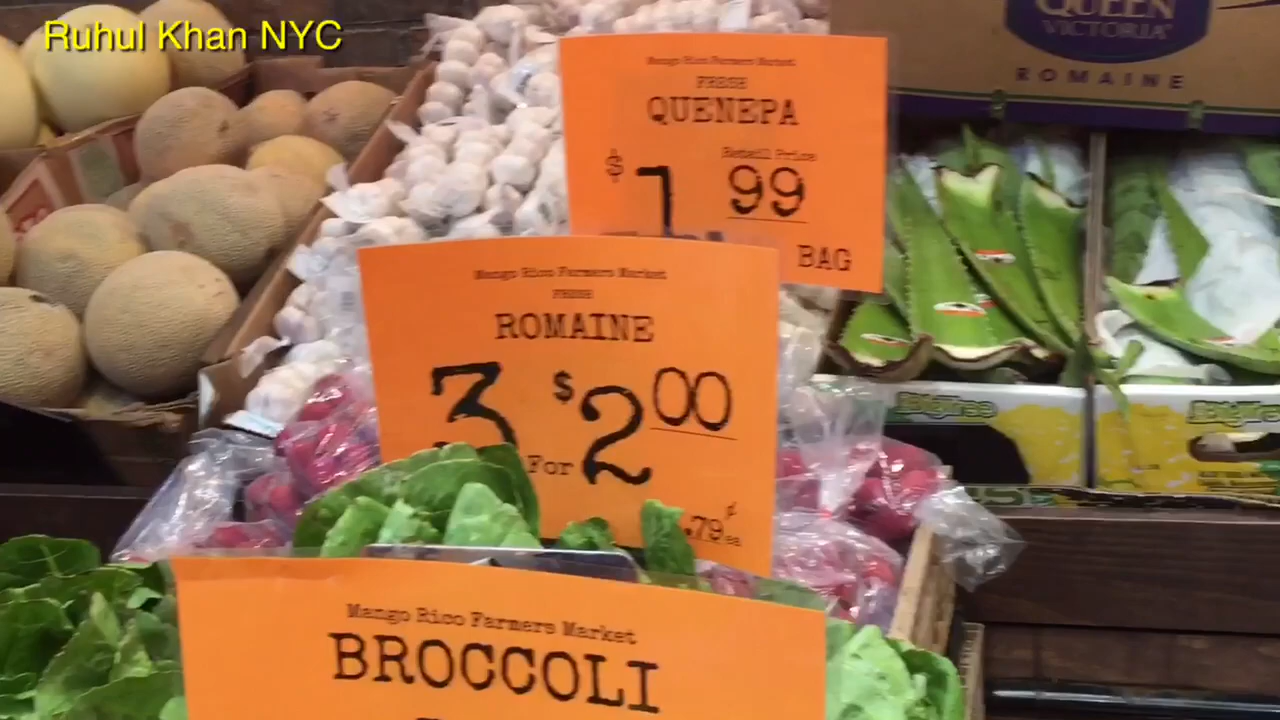 Ruhul Khan NYC
QUEEN
VICTORIA
ROMAINE
Mango Rico Farmers Market
FRESH
QUENEPA
Retail Price
$1 99
BAG
Mango Rico Farmers Market
FRESH
ROMAINE
3 For $2 00
.79¢ ea
Mango Rico Farmers Market
BROCCOLI